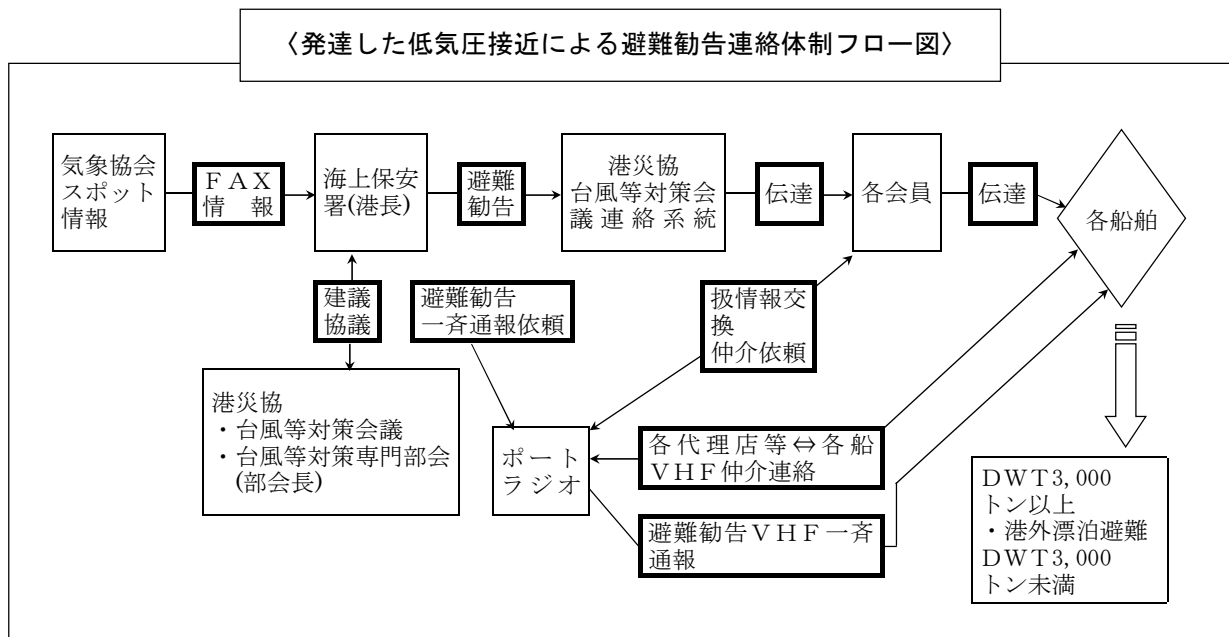 〈発達した低気圧接近による避難勧告連絡体制フロー図〉
気象協会
スポット
情報
ＦＡＸ
情　報
海上保安
署(港長)
避難
勧告
港災協
台風等対策会
議連絡系統
伝達
各会員
伝達
各船舶
建議
協議
避難勧告
一斉通報依頼
扱情報交
換
仲介依頼
港災協
・台風等対策会議
・台風等対策専門部会
(部会長)
ポート
ラジオ
各代理店等⇔各船
ＶＨＦ仲介連絡
避難勧告ＶＨＦ一斉
通報
ＤＷＴ3,000
トン以上
・港外漂泊避難
ＤＷＴ3,000
トン未満